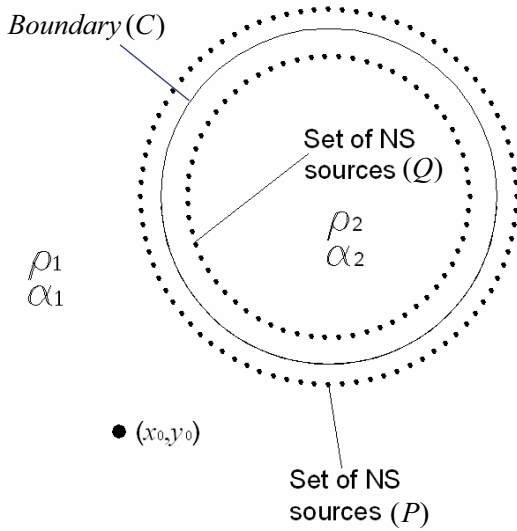 Boundary (C)
Set of NS
sources (Q)
ρ₂
α₂
ρ₁
α₁
(x₀,y₀)
Set of NS
sources (P)